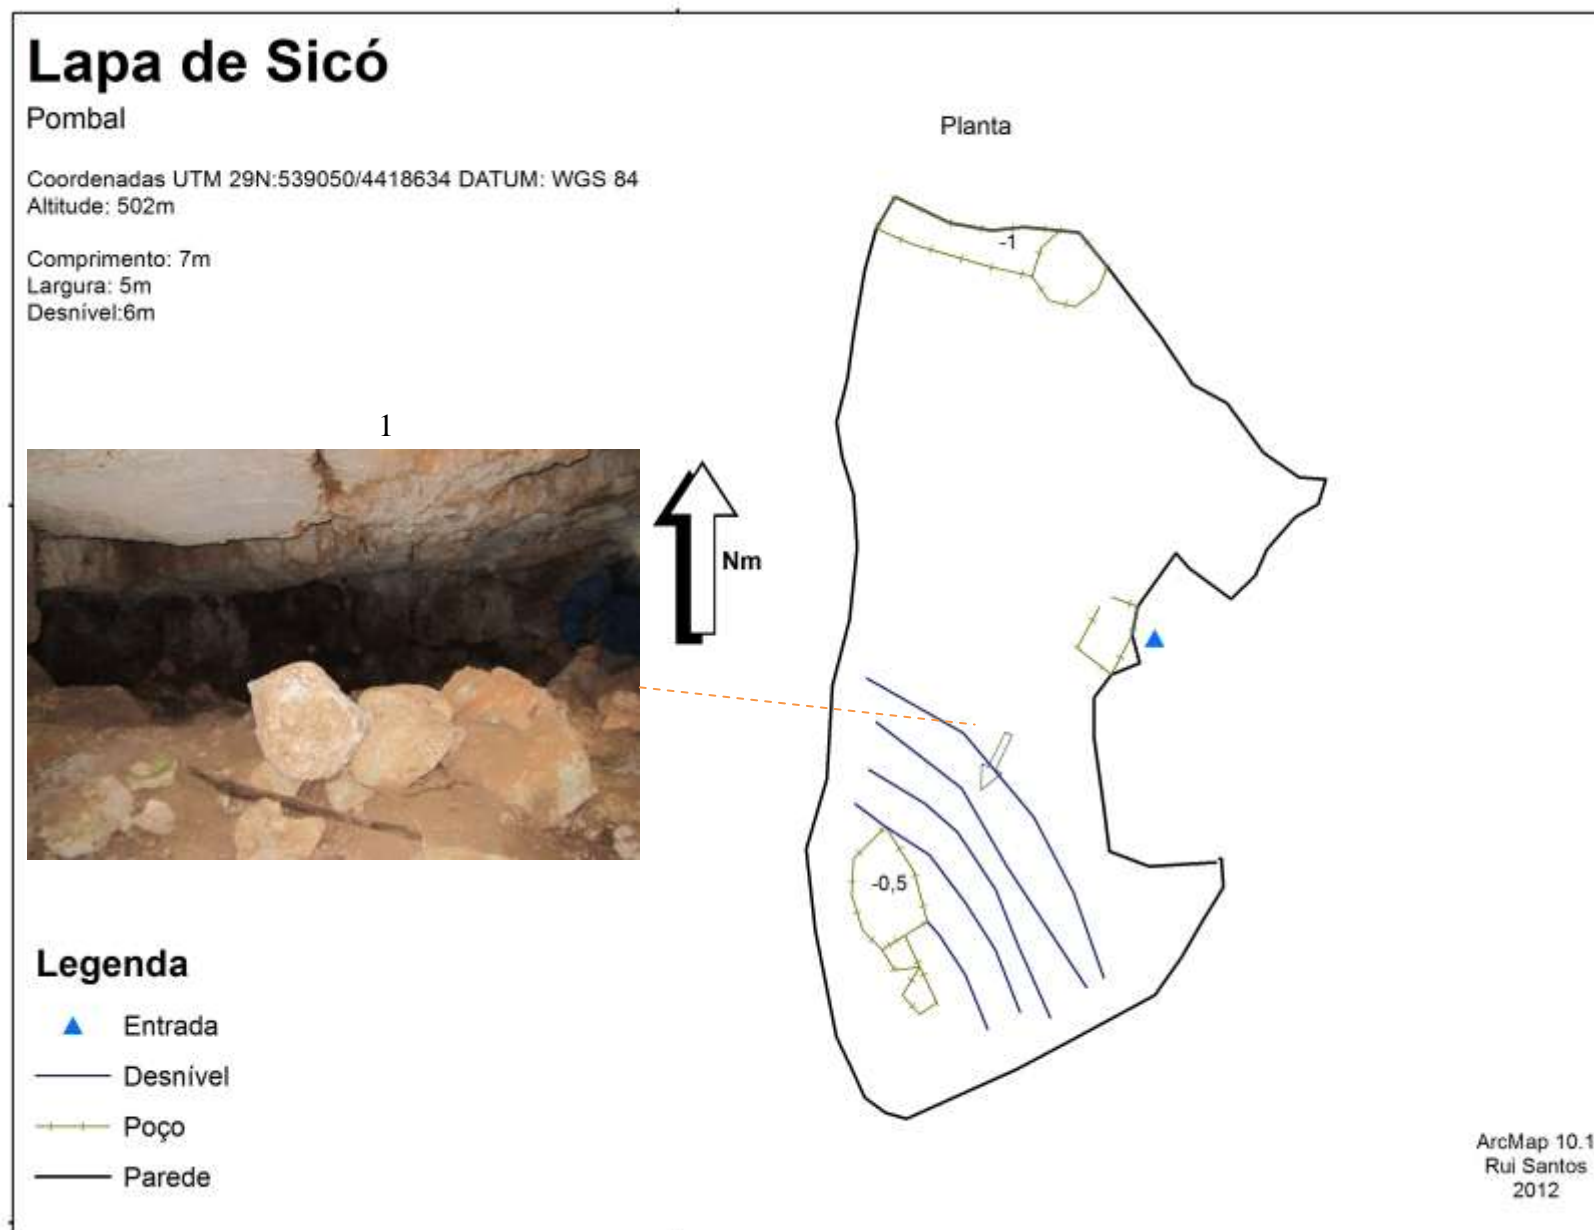 Lapa de Sicó
Pombal
Planta
Coordenadas UTM 29N:539050/4418634 DATUM: WGS 84
Altitude: 502m
Comprimento: 7m
Largura: 5m
Desnível:6m
-1
1
Nm
-0,5
Legenda
Entrada
Desnível
Poço
Parede
ArcMap 10.1
Rui Santos
2012